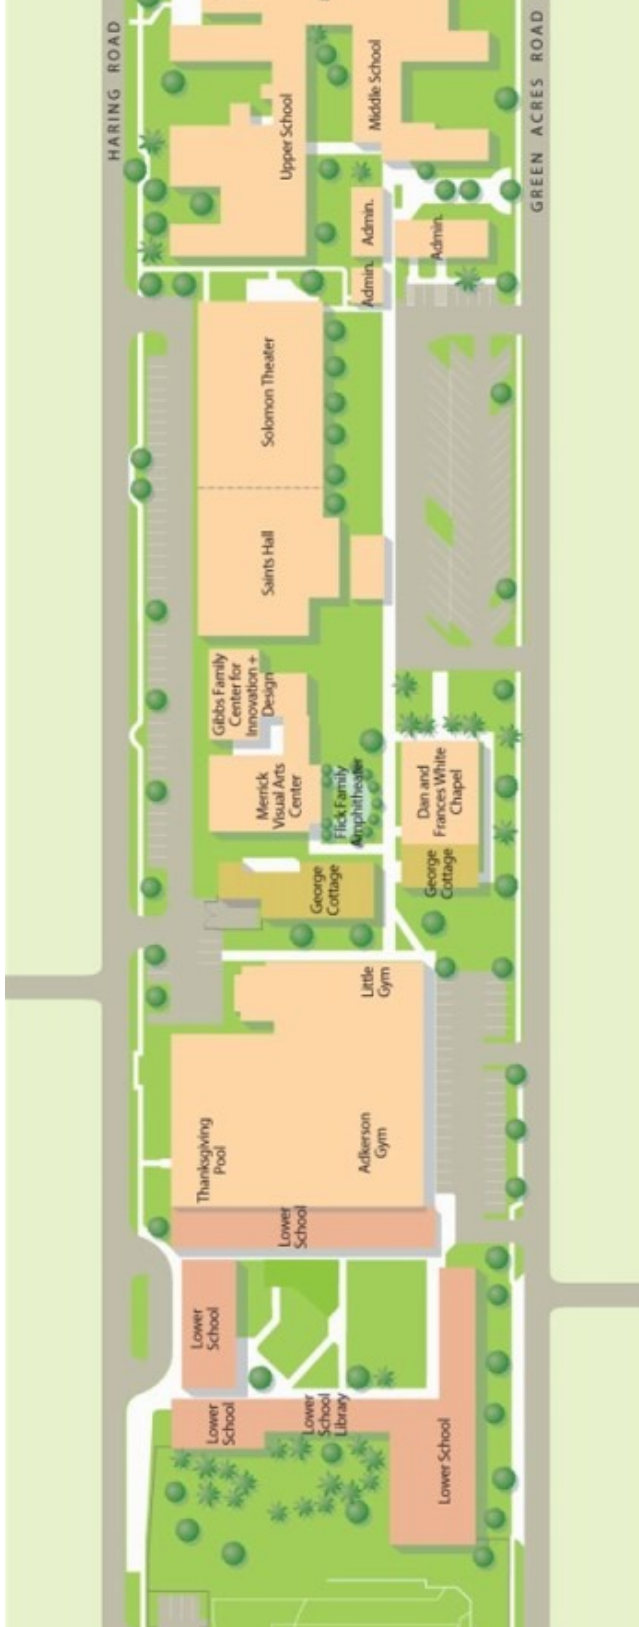 HARING ROAD
GREEN ACRES ROAD
Middle School
Upper School
Admin.
Admin.
Admin.
Solomon Theater
Saints Hall
Gibbs Family
Center for
Innovation +
Design
Merrick
Visual Arts
Center
Flick Family
Amphitheater
Dan and
Frances White
Chapel
George
Cottage
George
Cottage
Little
Gym
Thanksgiving
Pool
Adkerson
Gym
Lower
School
Lower
School
Lower
School
Lower
School
Library
Lower School